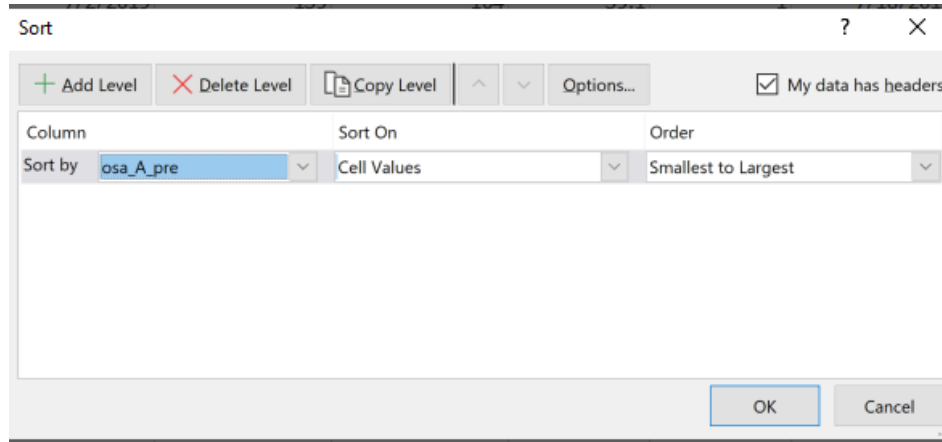 Sort ? X
Add Level Delete Level Copy Level Options... My data has headers
Column Sort On Order
Sort by osa_A_pre Cell Values Smallest to Largest
OK Cancel